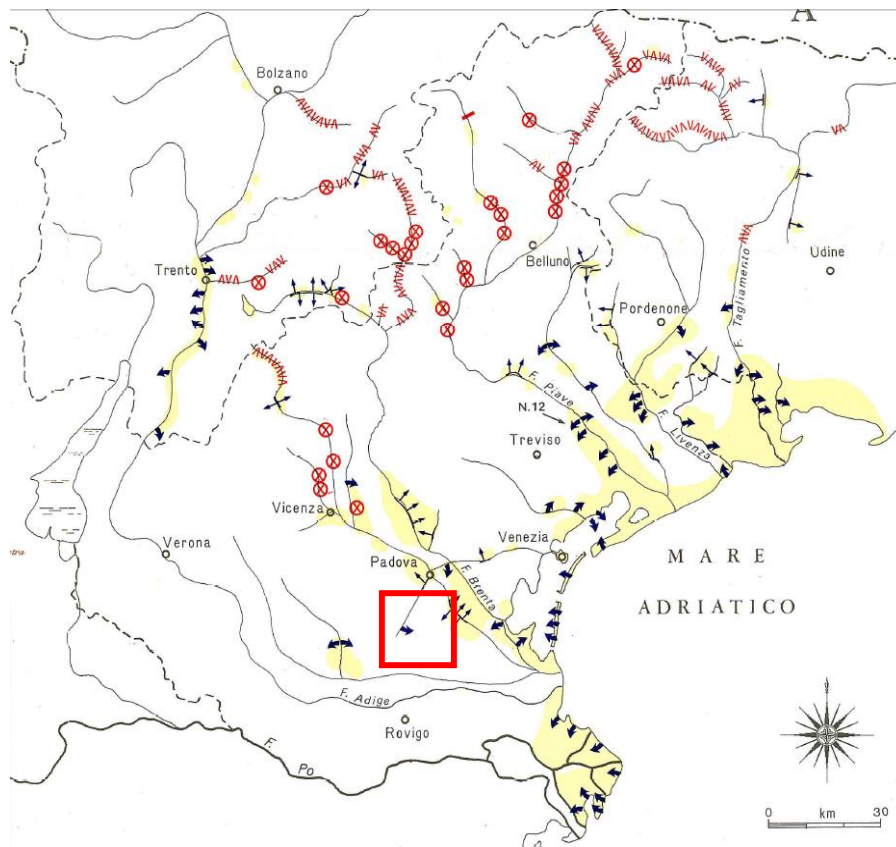 A
Bolzano
Trento
Belluno
Udine
Pordenone
F. Tagliamento
F. Piave
N.12
F. Livenza
Treviso
Vicenza
Venezia
Verona
Padova
F. Brenta
MARE
ADRIATICO
F. Adige
Rovigo
F.
Po
0 km 30